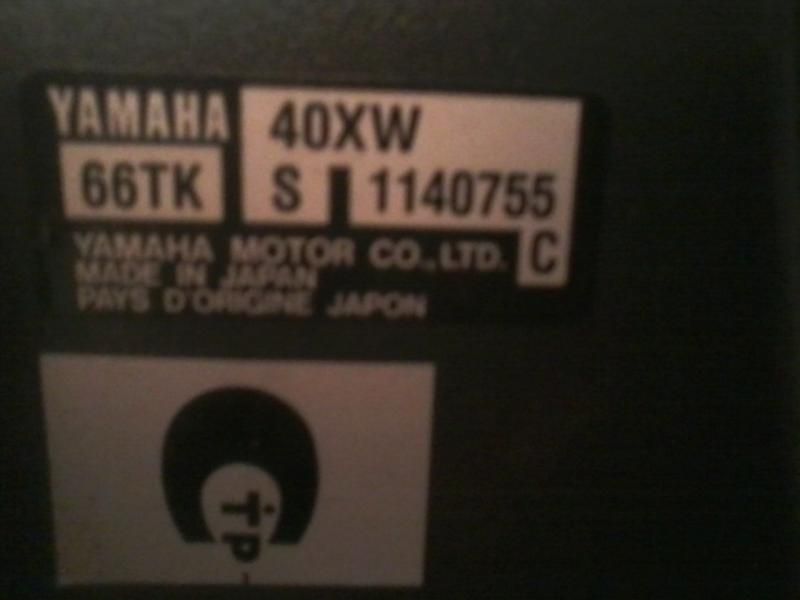 YAMAHA 40XW
66TK S 1140755
YAMAHA MOTOR CO.,LTD. C
MADE IN JAPAN
PAYS D'ORIGINE JAPON
TP